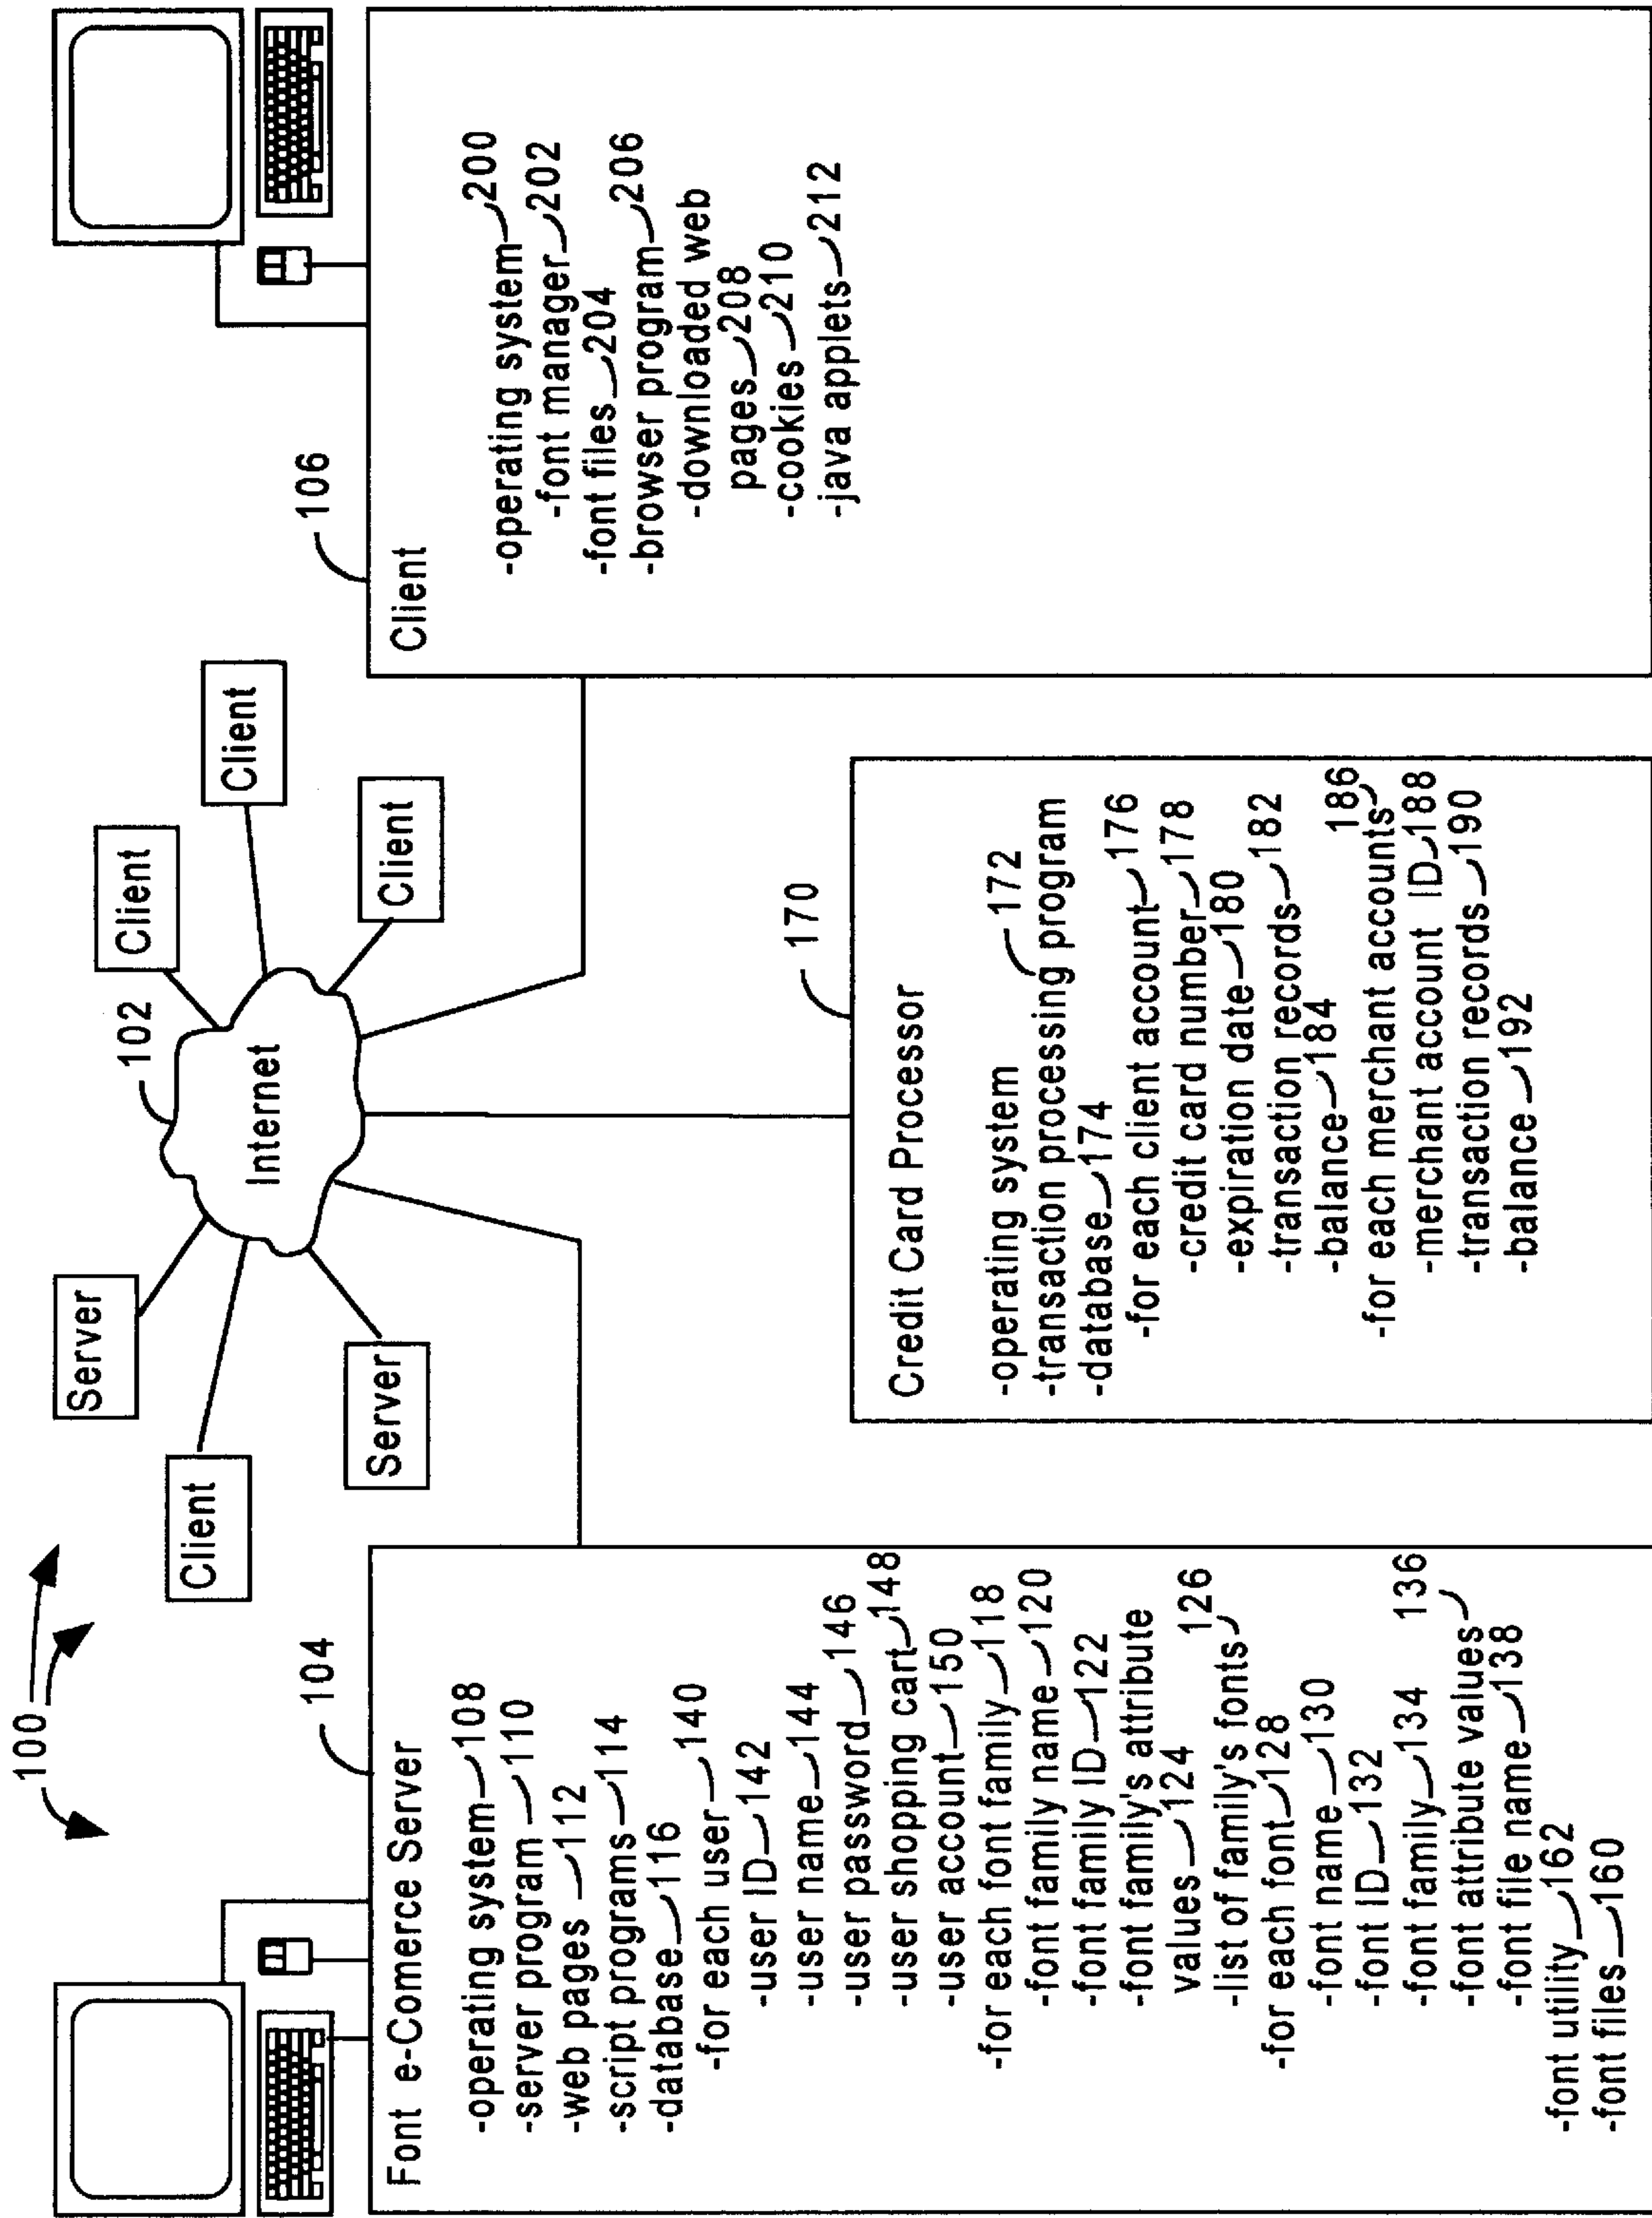 100
Server
Client
Server
102
Internet
Client
Client
Client
104
Font e-Comerce Server
-operating system 108
-server program 110
-web pages 112
-script programs 114
-database 116
-for each user 140
-user ID 142
-user name 144
-user password 146
-user shopping cart 148
-user account 150
-for each font family 118
-font family name 120
-font family ID 122
-font family's attribute
values 124
126
-list of family's fonts
-for each font 128
-font name 130
-font ID 132
-font family 134
136
-font attribute values
-font file name 138
-font utility 162
-font files 160
170
Credit Card Processor
-operating system
172
-transaction processing program
-database 174
-for each client account 176
-credit card number 178
-expiration date 180
-transaction records 182
-balance 184
186
-for each merchant accounts
-merchant account ID 188
-transaction records 190
-balance 192
106
Client
-operating system 200
-font manager 202
-font files 204
-browser program 206
-downloaded web
pages 208
-cookies 210
-java applets 212